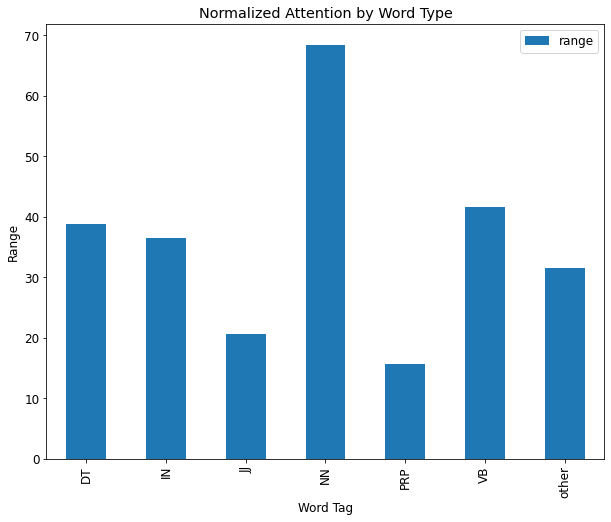 Normalized Attention by Word Type
range
70
60
50
40
30
20
10
0
Range
DT
IN
JJ
NN
PRP
VB
other
Word Tag